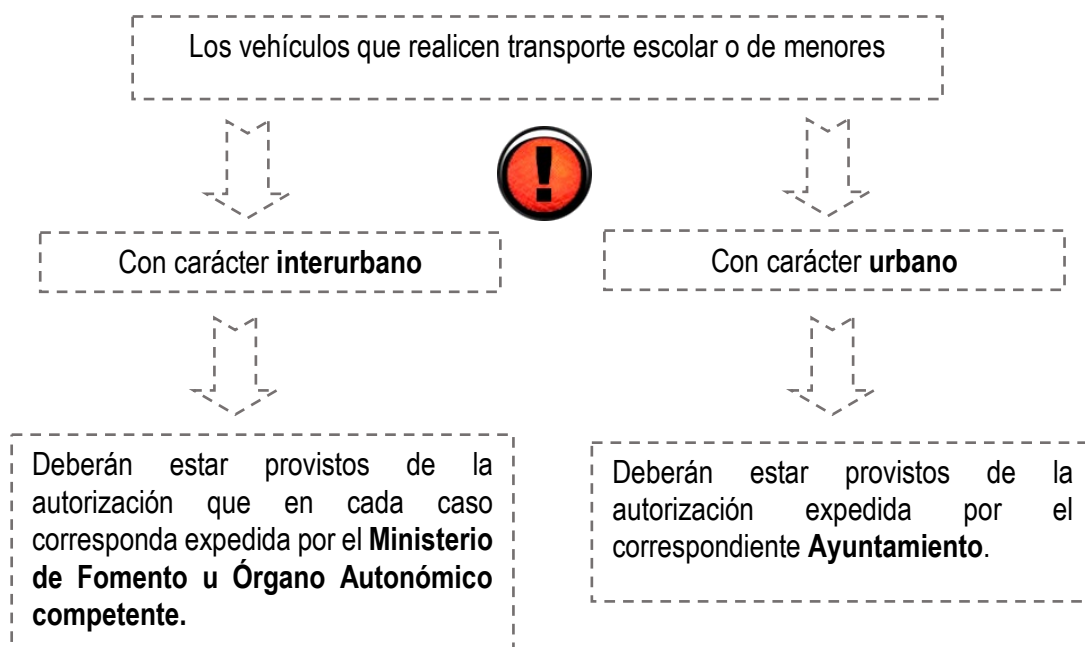 Los vehículos que realicen transporte escolar o de menores
!
Con carácter interurbano
Con carácter urbano
Deberán estar provistos de la
autorización que en cada caso
corresponda expedida por el Ministerio
de Fomento u Órgano Autonómico
competente.
Deberán estar provistos de la
autorización expedida por el
correspondiente Ayuntamiento.